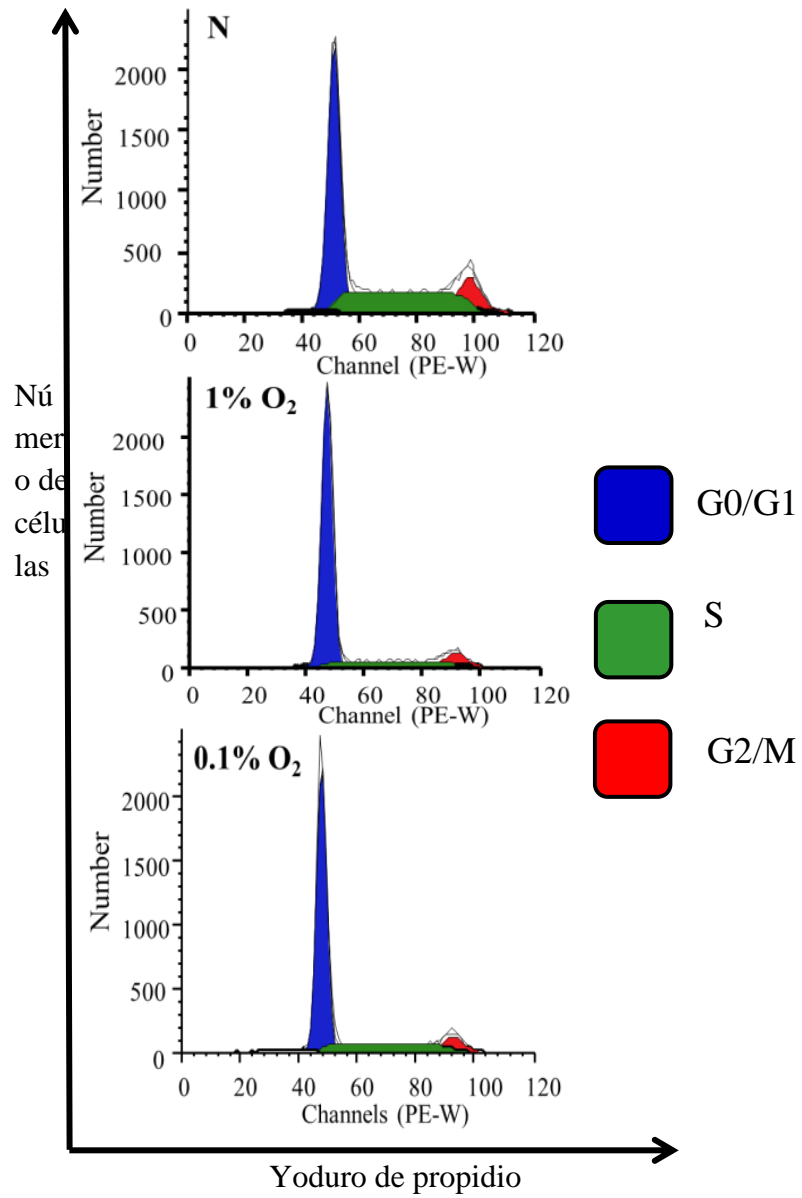 N
2000
1500
1000
500
0
Number
0 20 40 60 80 100 120
Channel (PE-W)
Nú
mer
o de
célu
las
1% O₂
2000
1500
1000
500
0
Number
0 20 40 60 80 100 120
Channel (PE-W)
0.1% O₂
2000
1500
1000
500
0
Number
0 20 40 60 80 100 120
Channels (PE-W)
G0/G1
S
G2/M
Yoduro de propidio